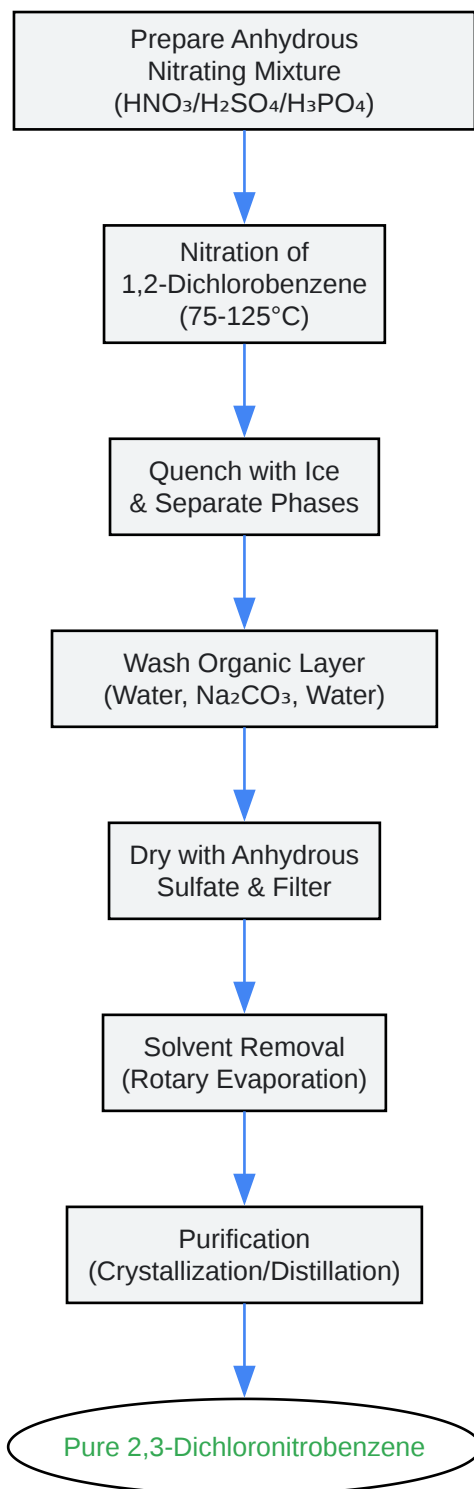 Prepare Anhydrous
Nitrating Mixture
(HNO₃/H₂SO₄/H₃PO₄)
Nitration of
1,2-Dichlorobenzene
(75-125°C)
Quench with Ice
& Separate Phases
Wash Organic Layer
(Water, Na₂CO₃, Water)
Dry with Anhydrous
Sulfate & Filter
Solvent Removal
(Rotary Evaporation)
Purification
(Crystallization/Distillation)
Pure 2,3-Dichloronitrobenzene